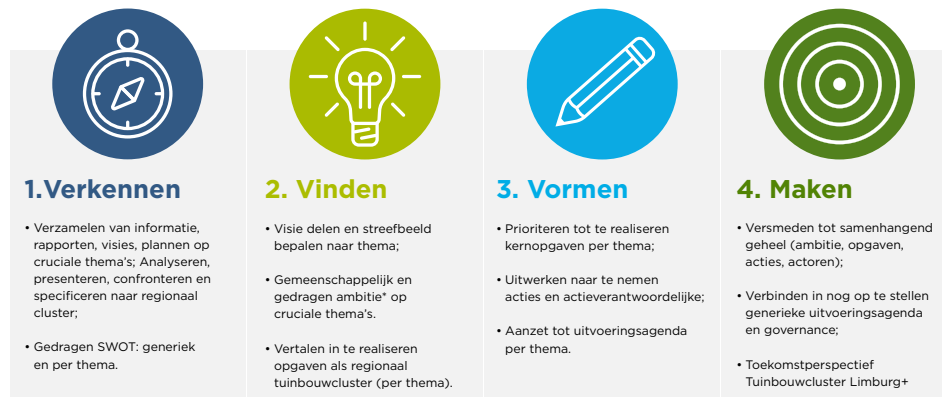 1.Verkennen
• Verzamelen van informatie,
rapporten, visies, plannen op
cruciale thema's; Analyseren,
presenteren, confronteren en
specificeren naar regionaal
cluster;
• Gedragen SWOT: generiek
en per thema.
2. Vinden
• Visie delen en streefbeeld
bepalen naar thema;
• Gemeenschappelijk en
gedragen ambitie* op
cruciale thema's.
• Vertalen in te realiseren
opgaven als regionaal
tuinbouwcluster (per thema).
3. Vormen
• Prioriteren tot te realiseren
kernopgaven per thema;
• Uitwerken naar te nemen
acties en actieverantwoordelijke;
• Aanzet tot uitvoeringsagenda
per thema.
4. Maken
• Versmeden tot samenhangend
geheel (ambitie, opgaven,
acties, actoren);
• Verbinden in nog op te stellen
generieke uitvoeringsagenda
en governance;
• Toekomstperspectief
Tuinbouwcluster Limburg+